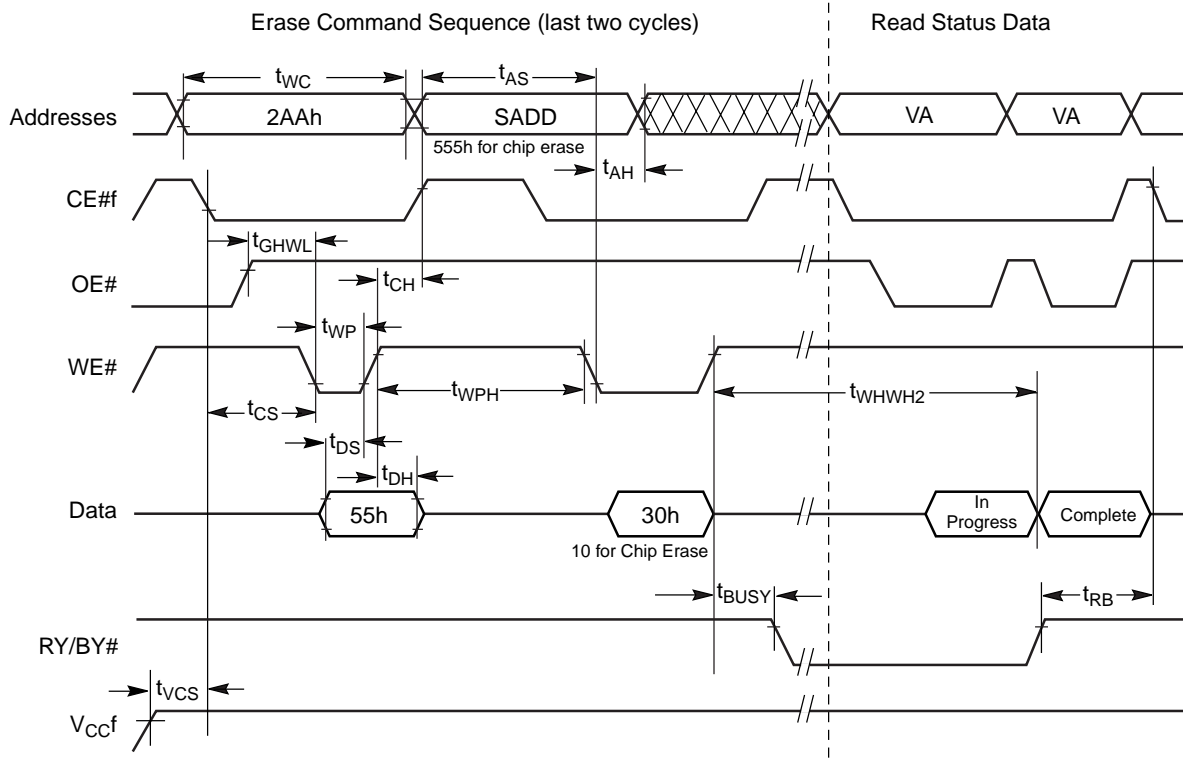 Erase Command Sequence (last two cycles)
Read Status Data
tWC
tAS
Addresses
2AAh
SADD
VA
VA
555h for chip erase
tAH
CE#f
tGHWL
tCH
OE#
tWP
WE#
tWPH
tWHWH2
tCS
tDS
tDH
Data
55h
30h
In
Progress
Complete
10 for Chip Erase
tBUSY
tRB
RY/BY#
tVCS
VCCf